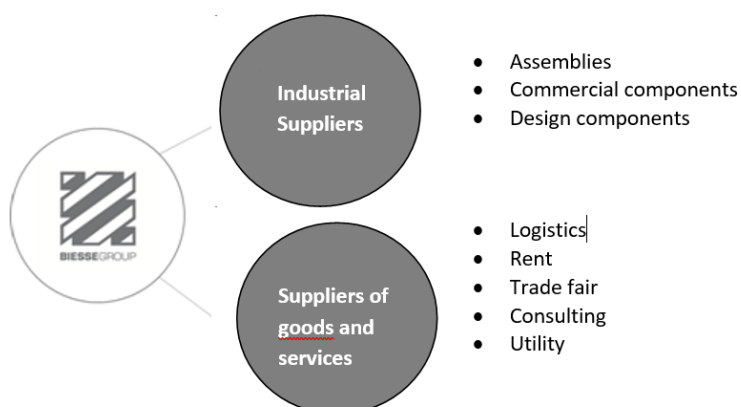 BIESSEGROUP
Industrial
Suppliers
• Assemblies
• Commercial components
• Design components
Suppliers of
goods and
services
• Logistics
• Rent
• Trade fair
• Consulting
• Utility